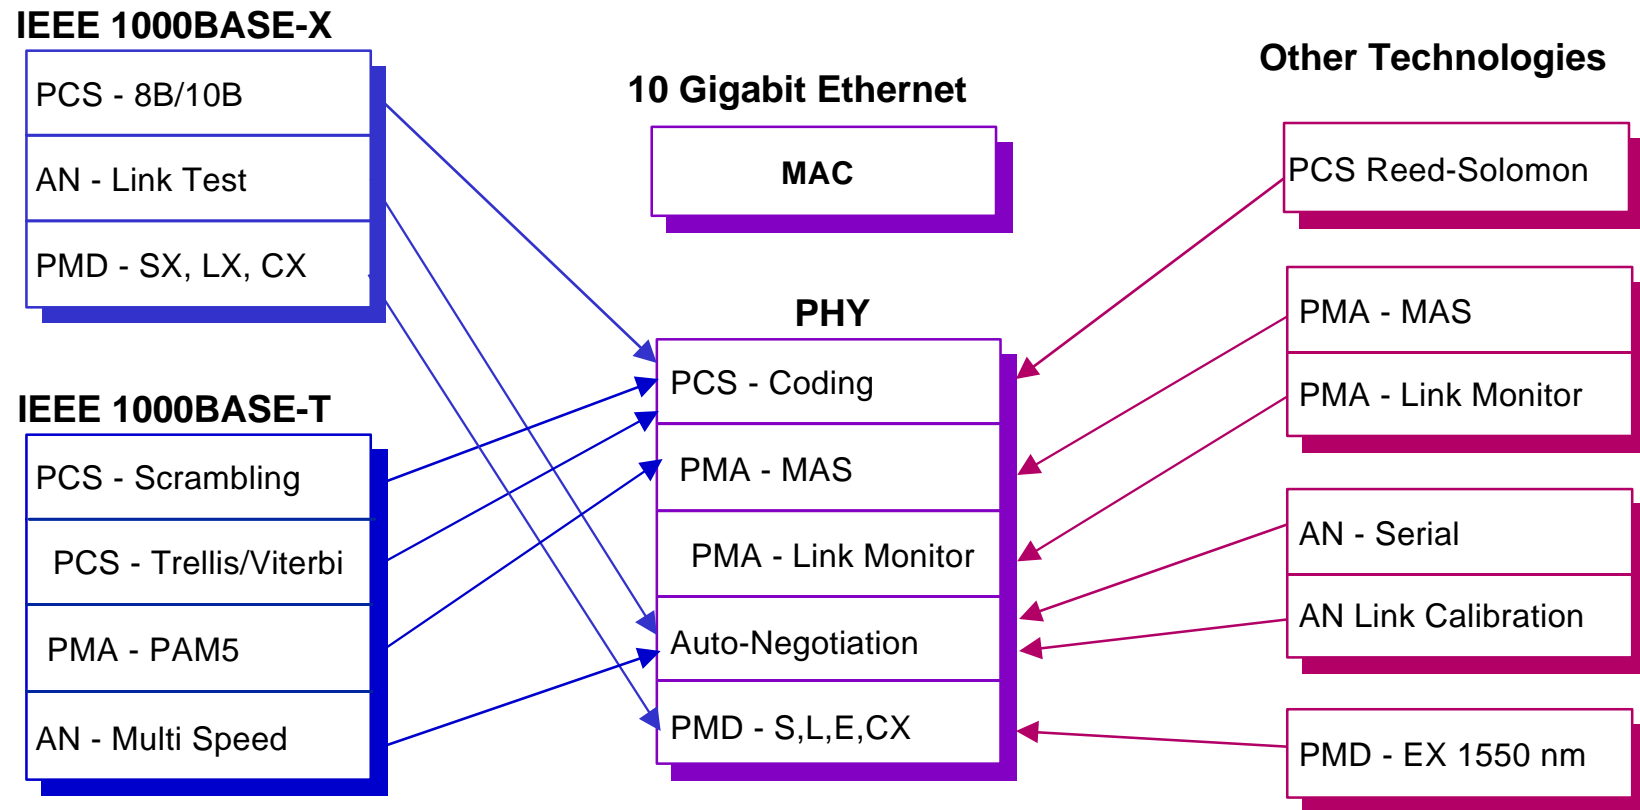 IEEE 1000BASE-X
PCS - 8B/10B
AN - Link Test
PMD - SX, LX, CX
IEEE 1000BASE-T
PCS - Scrambling
PCS - Trellis/Viterbi
PMA - PAM5
AN - Multi Speed
10 Gigabit Ethernet
MAC
PHY
PCS - Coding
PMA - MAS
PMA - Link Monitor
Auto-Negotiation
PMD - S,L,E,CX
Other Technologies
PCS Reed-Solomon
PMA - MAS
PMA - Link Monitor
AN - Serial
AN Link Calibration
PMD - EX 1550 nm